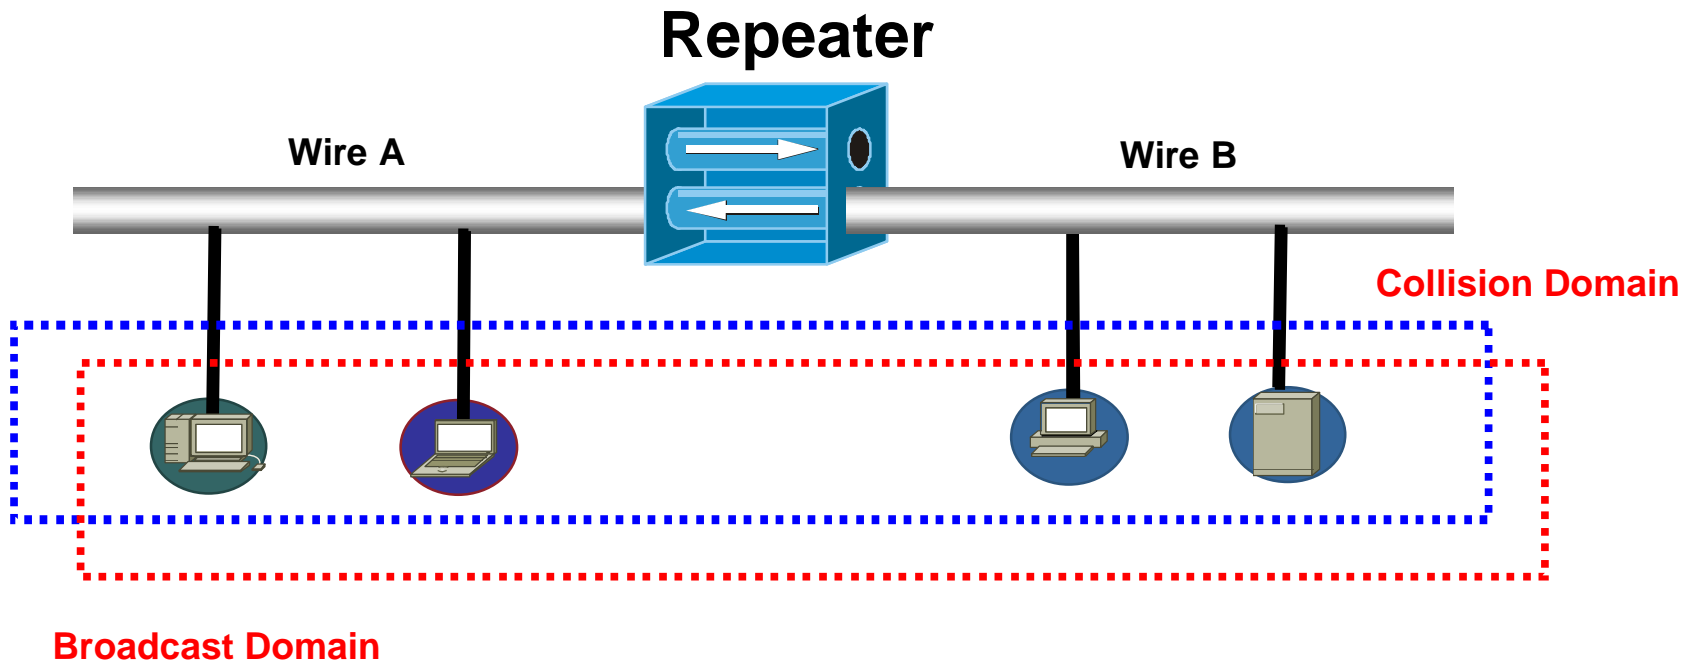 Repeater
Wire A
Wire B
Collision Domain
Broadcast Domain